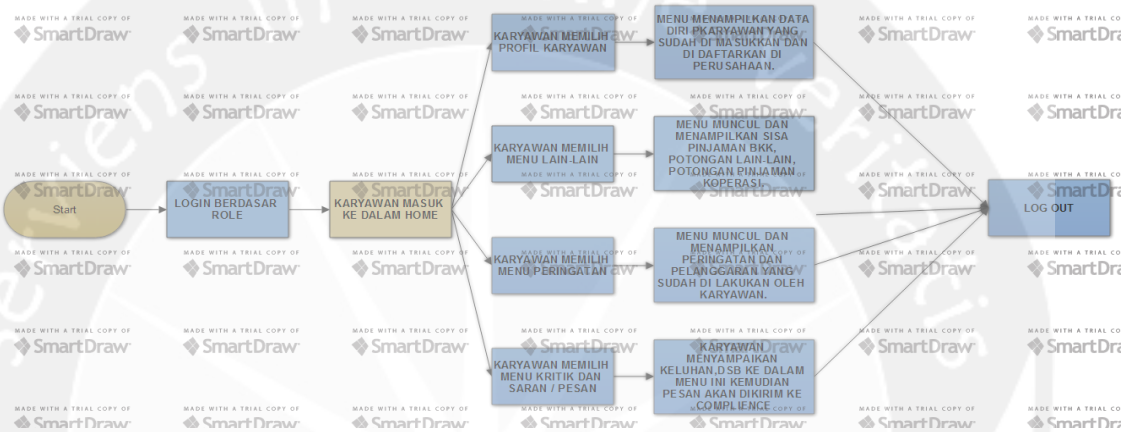 Start
LOGIN BERDASAR
ROLE
KARYAWAN MASUK
KE DALAM HOME
KARYAWAN MEMILIH
PROFIL KARYAWAN
MENU MENAMPILKAN DATA
DIRI PKARYAWAN YANG
SUDAH DI MASUKKAN DAN
DI DAFTARKAN DI
PERUSAHAAN.
KARYAWAN MEMILIH
MENU LAIN-LAIN
MENU MUNCUL DAN
MENAMPILKAN SISA
PINJAMAN BKK,
POTONGAN LAIN-LAIN,
POTONGAN PINJAMAN
KOPERASI.
KARYAWAN MEMILIH
MENU PERINGATAN
MENU MUNCUL DAN
MENAMPILKAN
PERINGATAN DAN
PELANGGARAN YANG
SUDAH DI LAKUKAN OLEH
KARYAWAN.
KARYAWAN MEMILIH
MENU KRITIK DAN
SARAN / PESAN
KARYAWAN
MENYAMPAIKAN
KELUHAN,DSB KE DALAM
MENU INI KEMUDIAN
PESAN AKAN DIKIRIM KE
COMPLIENCE
LOG OUT
MADE WITH A TRIAL COPY OF
SmartDraw